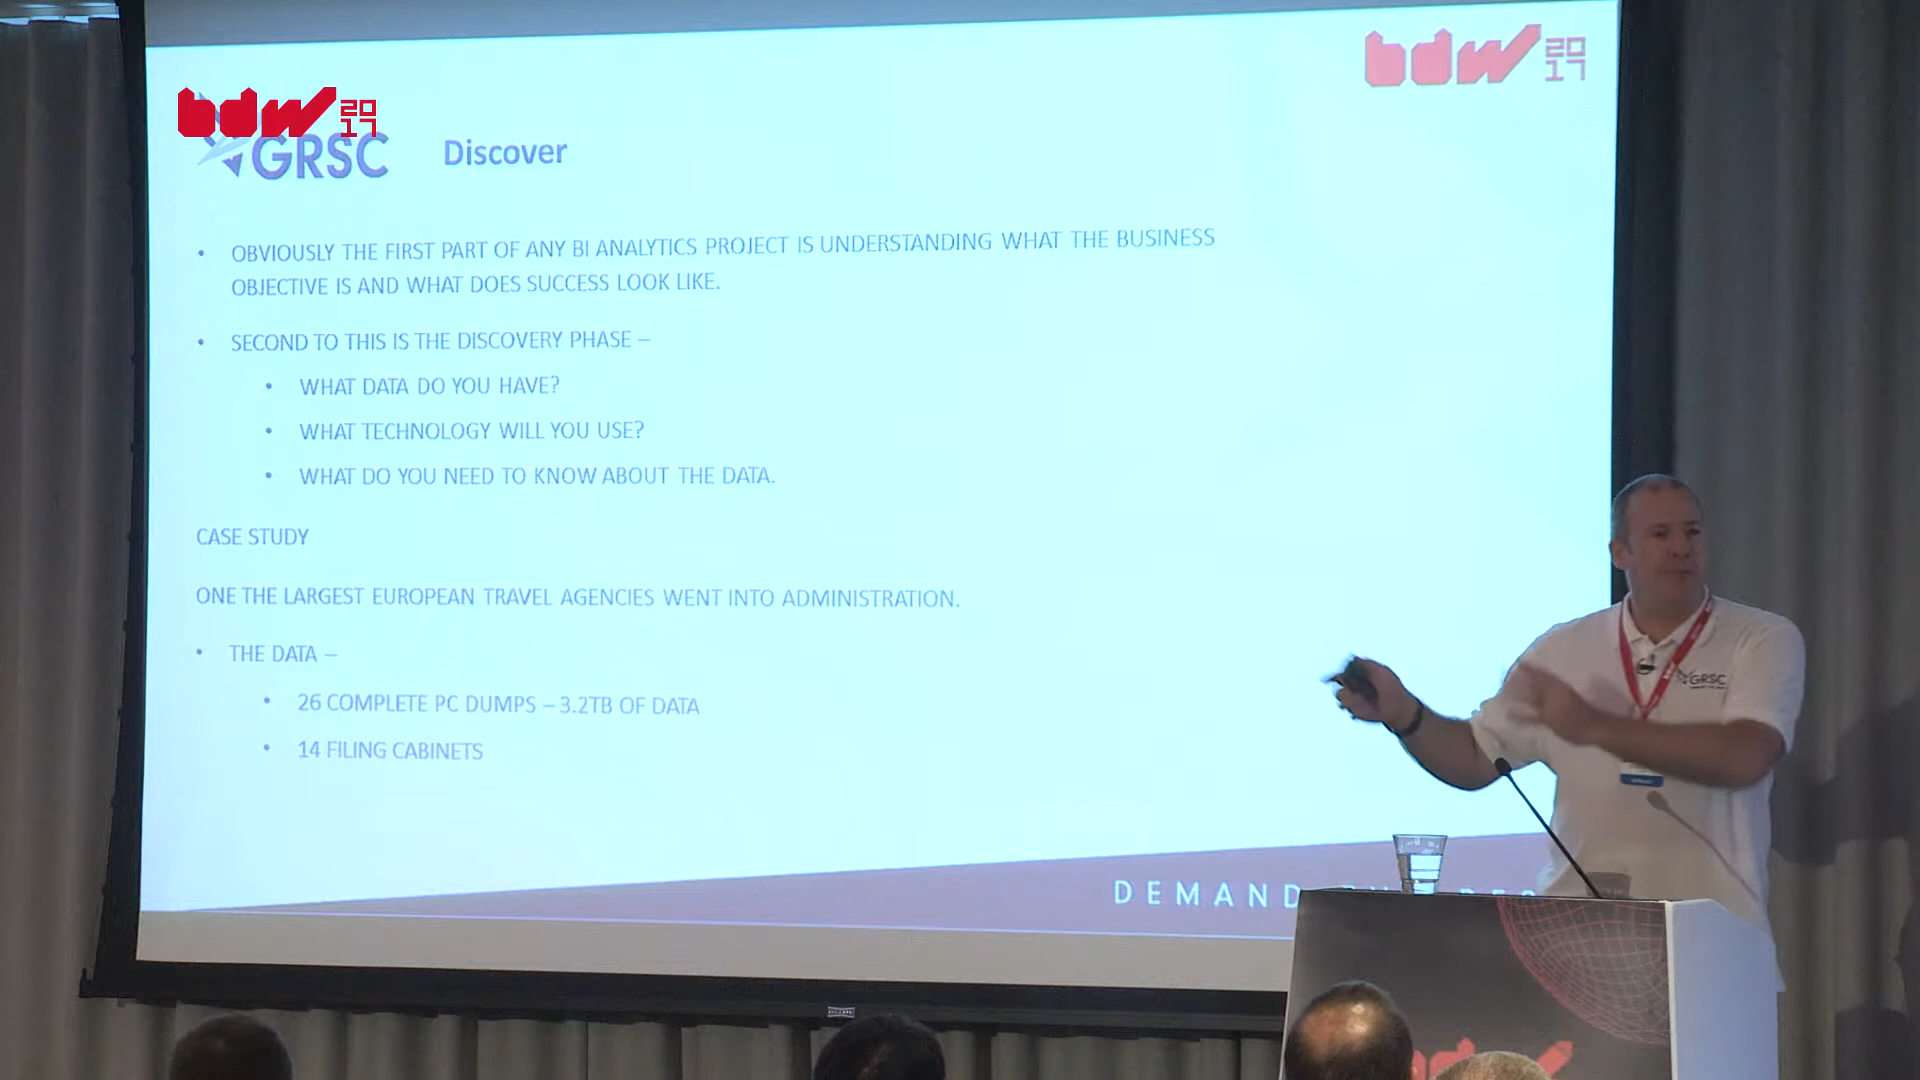 bdw 2017
bdw 2017
GRSC
Discover
• OBVIOUSLY THE FIRST PART OF ANY BI ANALYTICS PROJECT IS UNDERSTANDING WHAT THE BUSINESS
OBJECTIVE IS AND WHAT DOES SUCCESS LOOK LIKE.
• SECOND TO THIS IS THE DISCOVERY PHASE –
• WHAT DATA DO YOU HAVE?
• WHAT TECHNOLOGY WILL YOU USE?
• WHAT DO YOU NEED TO KNOW ABOUT THE DATA.
CASE STUDY
ONE THE LARGEST EUROPEAN TRAVEL AGENCIES WENT INTO ADMINISTRATION.
• THE DATA –
• 26 COMPLETE PC DUMPS – 3.2TB OF DATA
• 14 FILING CABINETS
DEMAND
GRSC